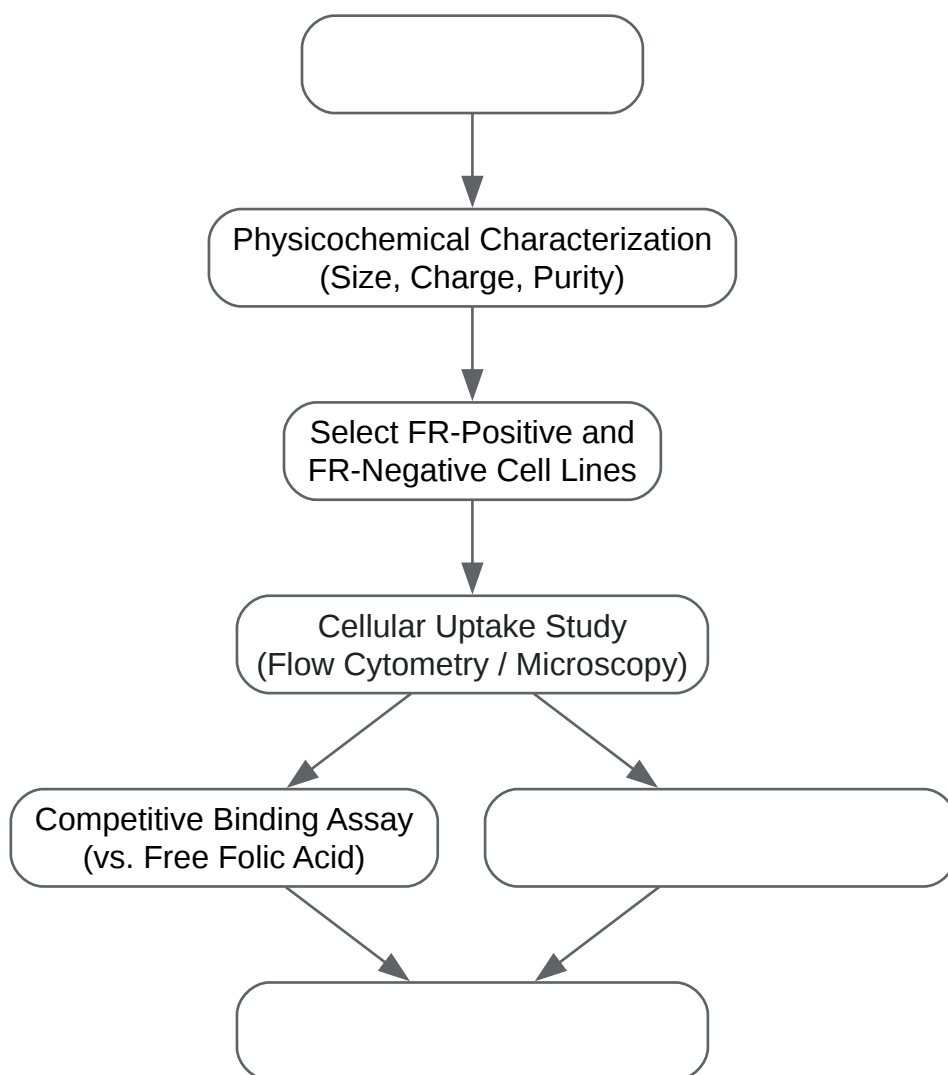 Physicochemical Characterization
(Size, Charge, Purity)
Select FR-Positive and
FR-Negative Cell Lines
Cellular Uptake Study
(Flow Cytometry / Microscopy)
Competitive Binding Assay
(vs. Free Folic Acid)